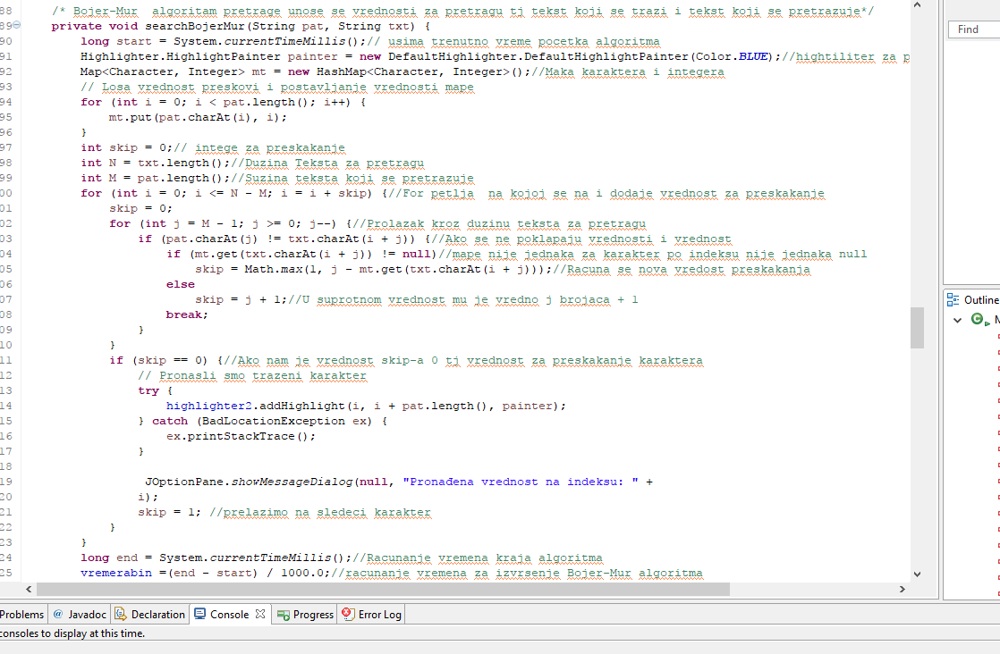 88 /* Bojer-Mur  algoritam pretrage unose se vrednosti za pretragu tj tekst koji se trazi i tekst koji se pretrazuje*/
89 private void searchBojerMur(String pat, String txt) {
90 long start = System.currentTimeMillis();// usima trenutno vreme pocetka algoritma
91 Highlighter.HighlightPainter painter = new DefaultHighlighter.DefaultHighlightPainter(Color.BLUE);//hightiliter za p
92 Map<Character, Integer> mt = new HashMap<Character, Integer>();//Maka karaktera i integera
93 // Losa vrednost preskovi i postavljanje vrednosti mape
94 for (int i = 0; i < pat.length(); i++) {
95 mt.put(pat.charAt(i), i);
96 }
97 int skip = 0;// intege za preskakanje
98 int N = txt.length();//Duzina Teksta za pretragu
99 int M = pat.length();//Suzina teksta koji se pretrazuje
00 for (int i = 0; i <= N - M; i = i + skip) {//For petlja  na kojoj se na i dodaje vrednost za preskakanje
01 skip = 0;
02 for (int j = M - 1; j >= 0; j--) {//Prolazak kroz duzinu teksta za pretragu
03 if (pat.charAt(j) != txt.charAt(i + j)) {//Ako se ne poklapaju vrednosti i vrednost
04 if (mt.get(txt.charAt(i + j)) != null)//mape nije jednaka za karakter po indeksu nije jednaka null
05 skip = Math.max(1, j - mt.get(txt.charAt(i + j)));//Racuna se nova vredost preskakanja
06 else
07 skip = j + 1;//U suprotnom vrednost mu je vredno j brojaca + 1
08 break;
09 }
10 }
11 if (skip == 0) {//Ako nam je vrednost skip-a 0 tj vrednost za preskakanje karaktera
12 // Pronasli smo trazeni karakter
13 try {
14 highlighter2.addHighlight(i, i + pat.length(), painter);
15 } catch (BadLocationException ex) {
16 ex.printStackTrace();
17 }
18
19 JOptionPane.showMessageDialog(null, "Pronađena vrednost na indeksu: " +
20 i);
21 skip = 1; //prelazimo na sledeci karakter
22 }
23 }
24 long end = System.currentTimeMillis();//Racunanje vremena kraja algoritma
25 vremerabin =(end - start) / 1000.0;//racunanje vremena za izvrsenje Bojer-Mur algoritma
Find
Outline
Problems @ Javadoc Declaration Console Progress Error Log
consoles to display at this time.